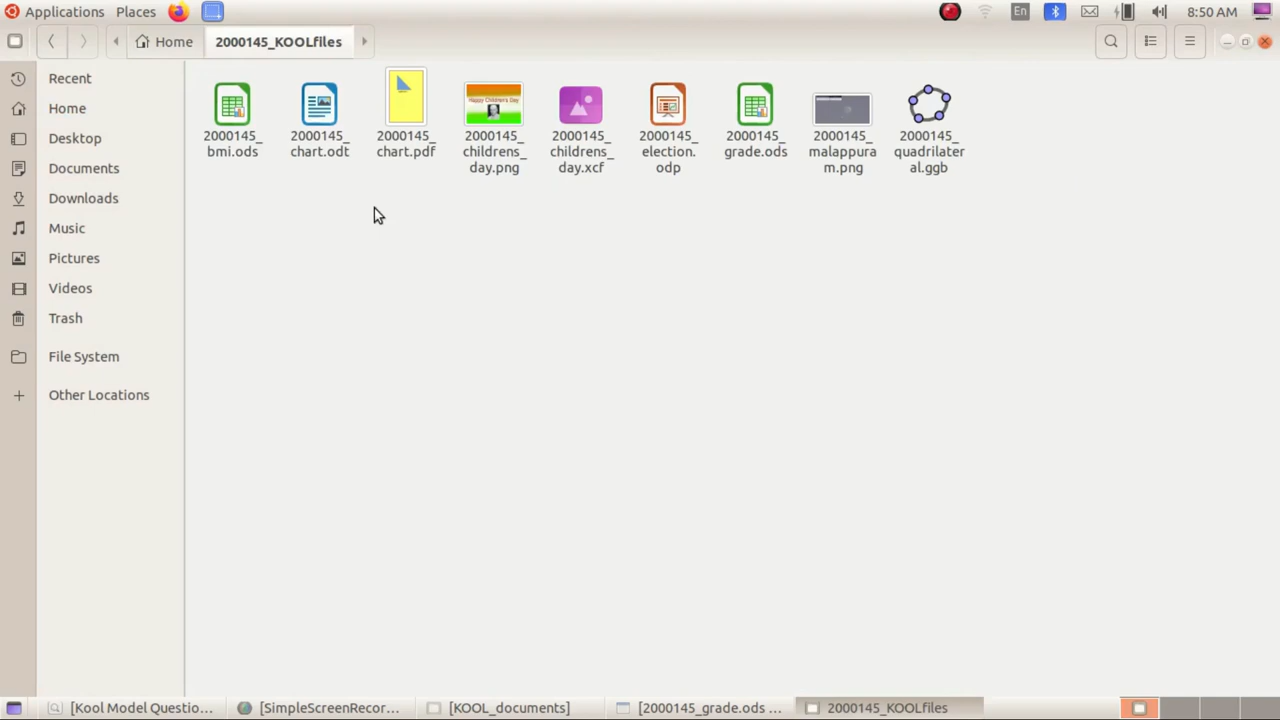 Applications Places En 8:50 AM
Home 2000145_KOOLfiles
Recent
Home
Desktop
Documents
Downloads
Music
Pictures
Videos
Trash
File System
Other Locations
2000145_
bmi.ods
2000145_
chart.odt
2000145_
chart.pdf
Happy Children's Day
2000145_
childrens_
day.png
2000145_
childrens_
day.xcf
2000145_
election.
odp
2000145_
grade.ods
2000145_
malappura
m.png
2000145_
quadrilater
al.ggb
[Kool Model Questio... [SimpleScreenRecor... [KOOL_documents] [2000145_grade.ods ... 2000145_KOOLfiles